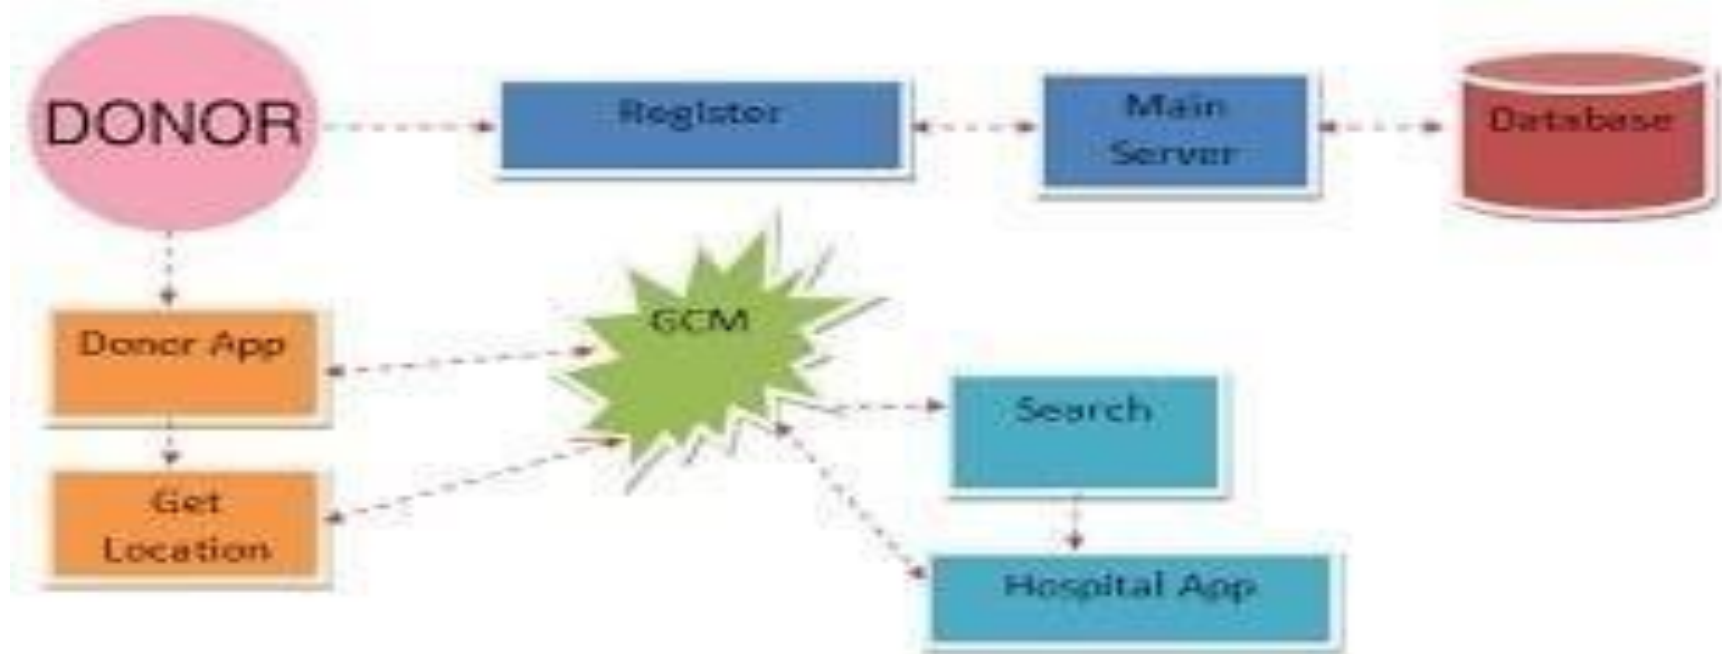 DONOR
Register
Main
Server
Database
Donor App
GCM
Search
Get
Location
Hospital App